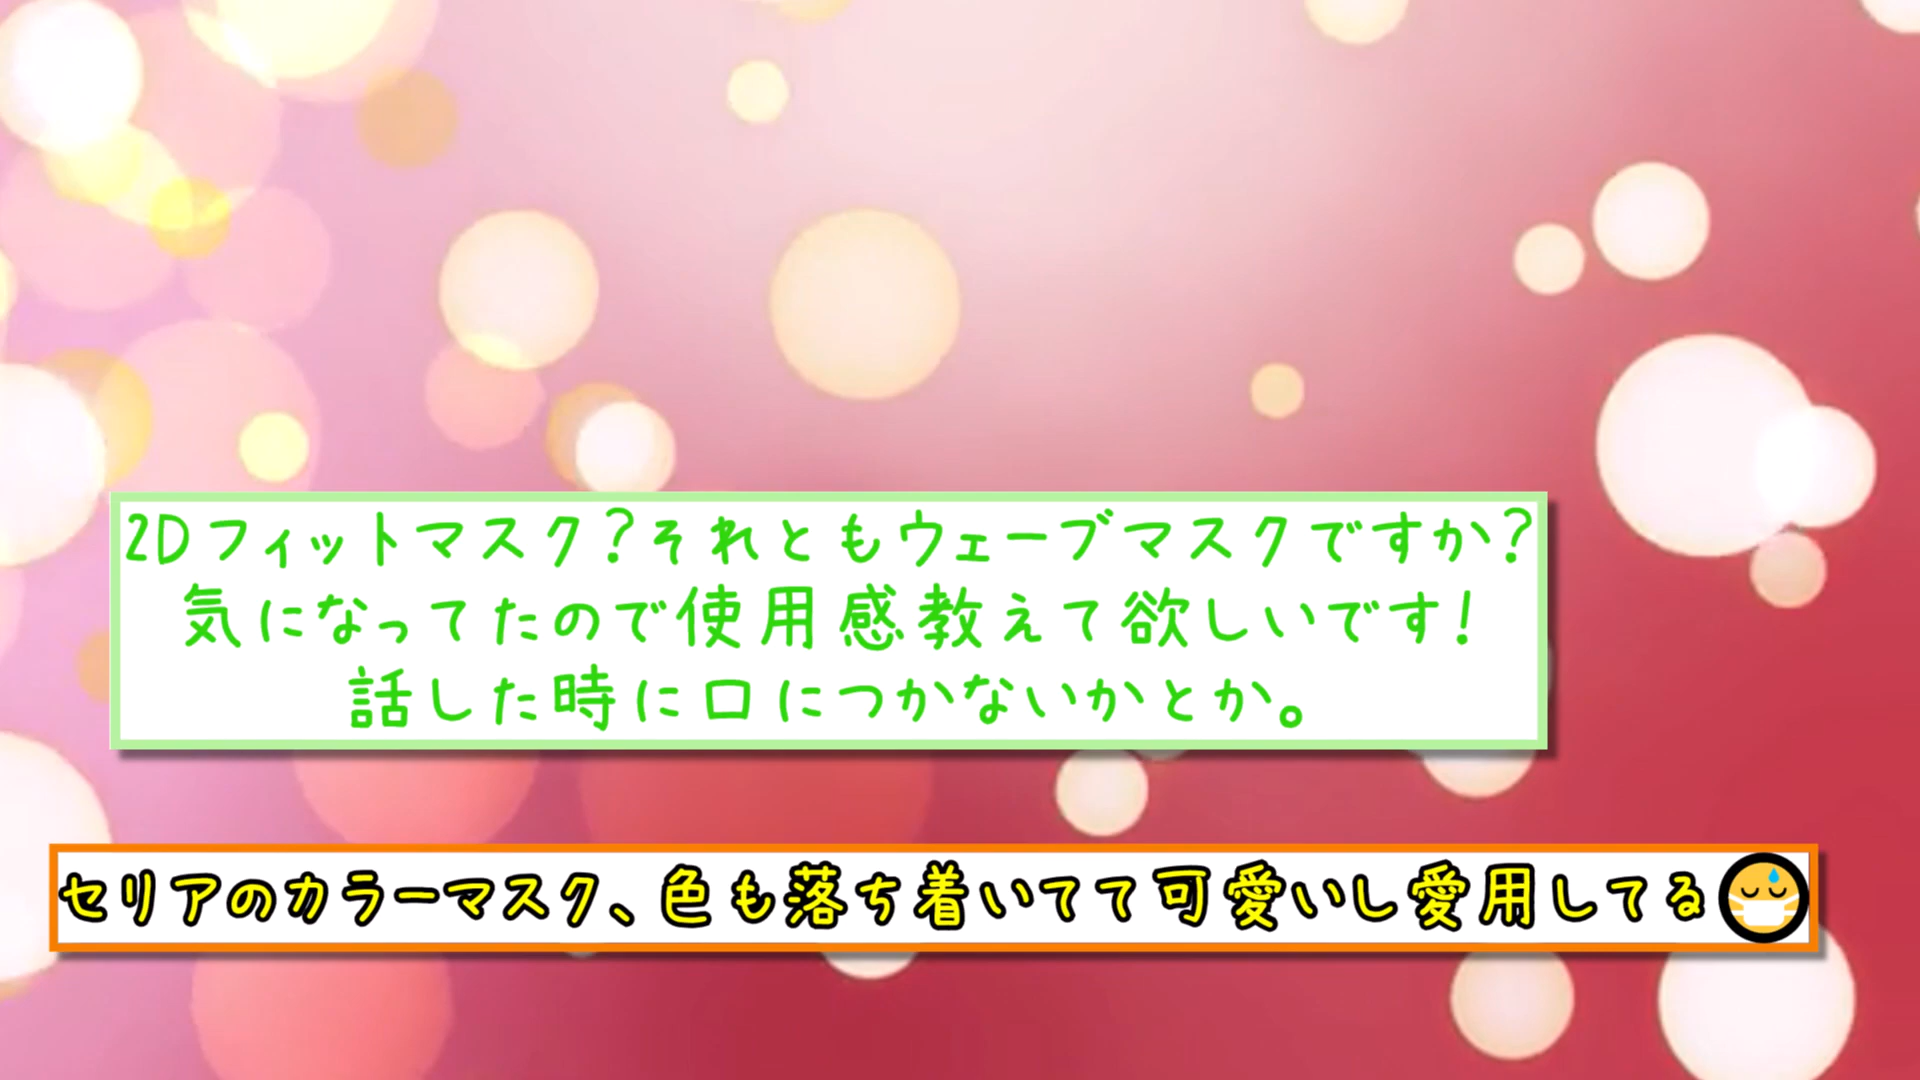 2Dフィットマスク？それともウェーブマスクですか？
気になってたので使用感教えて欲しいです！
話した時に口につかないかとか。
セリアのカラーマスク、色も落ち着いてて可愛いし愛用してる😷